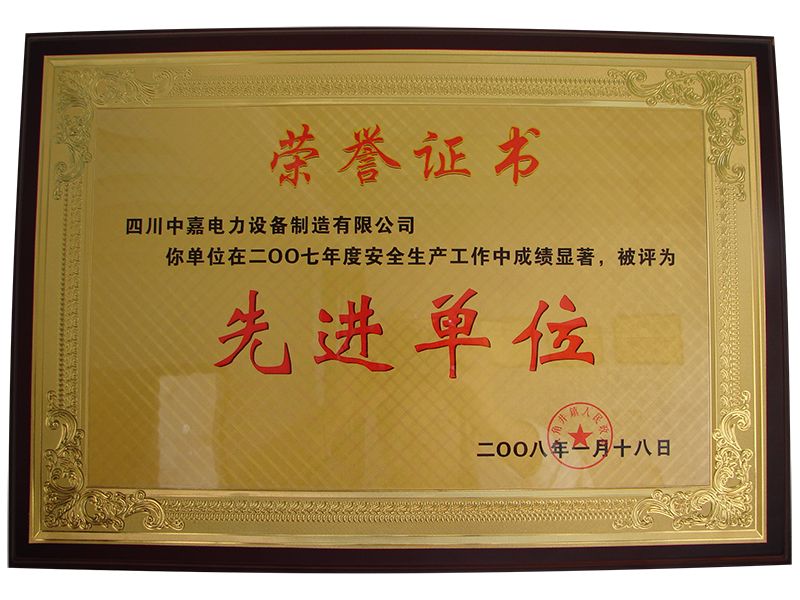 荣誉证书
四川中嘉电力设备制造有限公司
你单位在二OO七年度安全生产工作中成绩显著，被评为
先进单位
二OO八年一月十八日